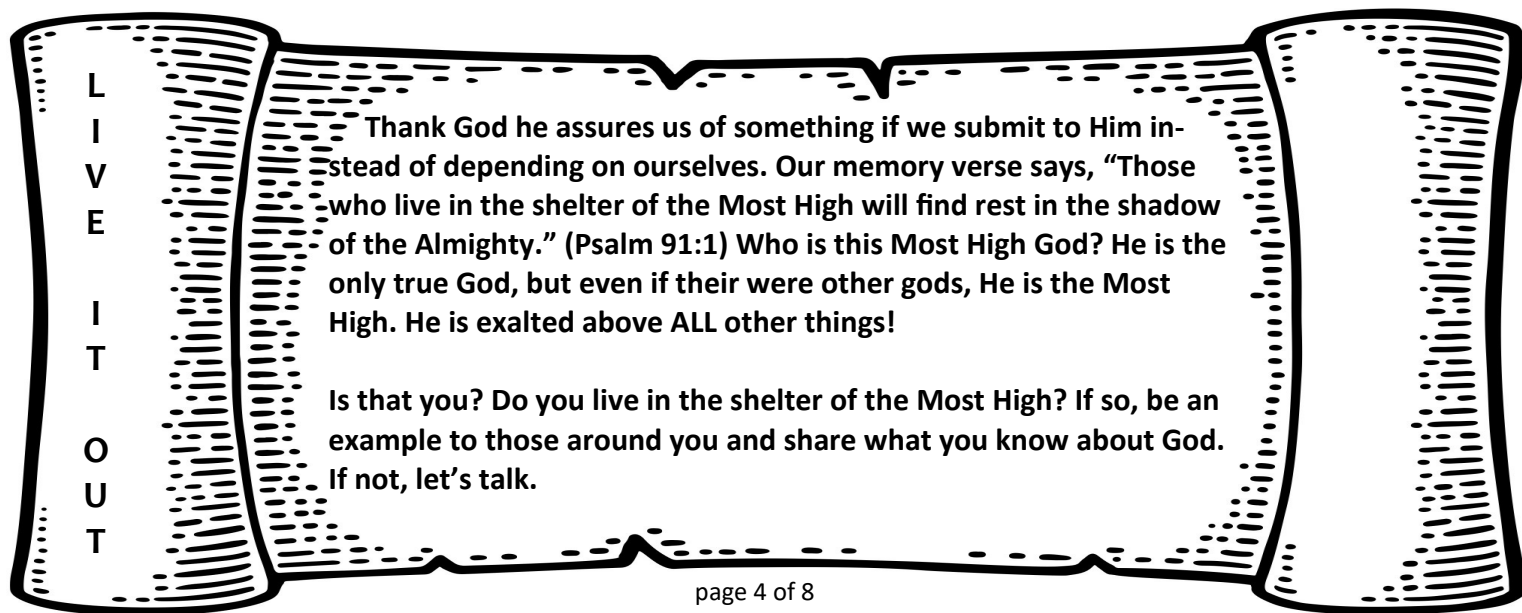 LIVE IT OUT
Thank God he assures us of something if we submit to Him in-
stead of depending on ourselves. Our memory verse says, “Those
who live in the shelter of the Most High will find rest in the shadow
of the Almighty.” (Psalm 91:1) Who is this Most High God? He is the
only true God, but even if their were other gods, He is the Most
High. He is exalted above ALL other things!
Is that you? Do you live in the shelter of the Most High? If so, be an
example to those around you and share what you know about God.
If not, let’s talk.
page 4 of 8